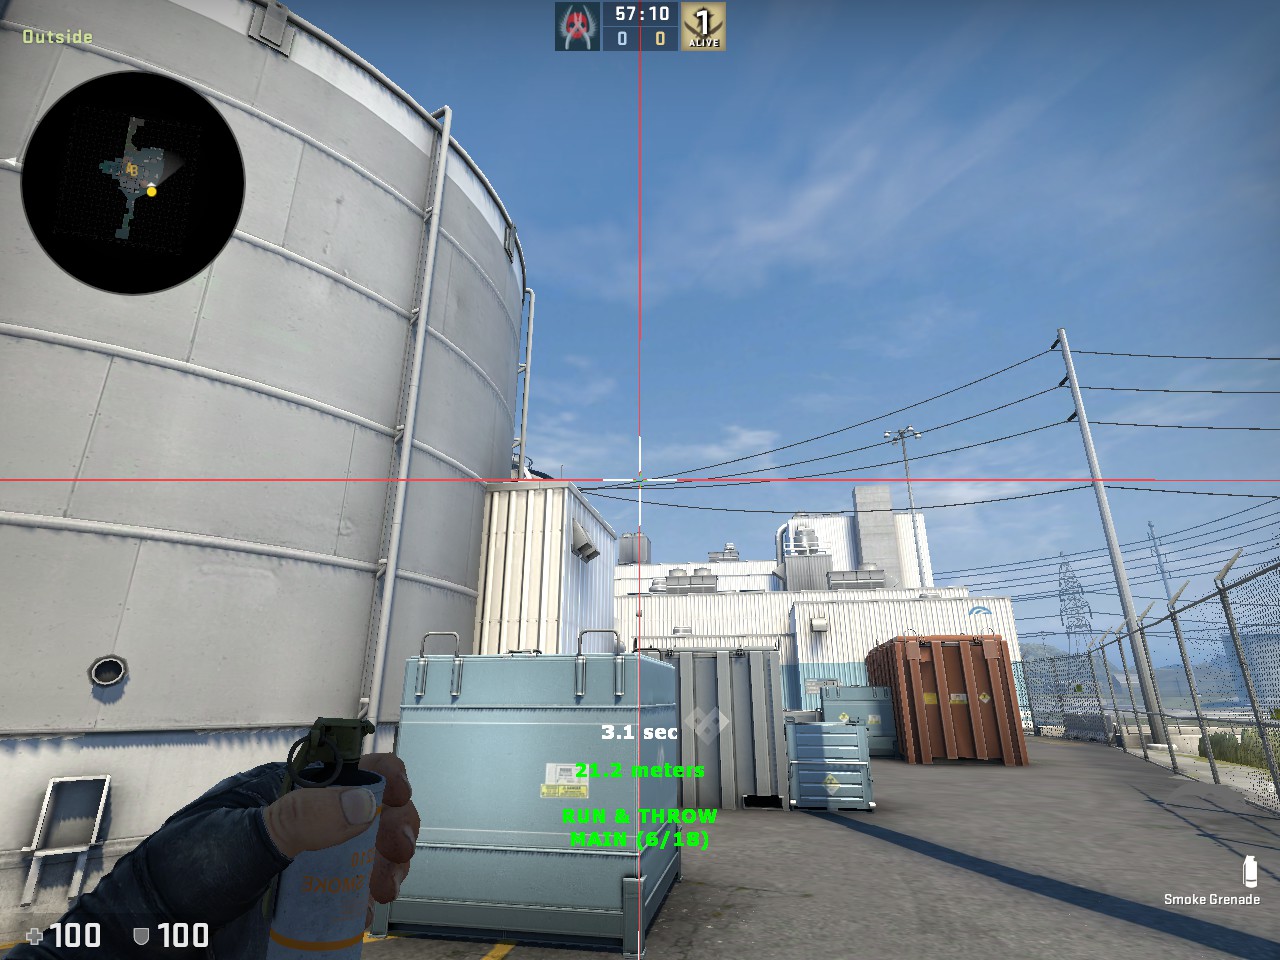 Outside
57:10
0 0
1
ALIVE
AB
3.1 sec
21.2 meters
RUN & THROW
MAIN (6/18)
Smoke Grenade
100 100